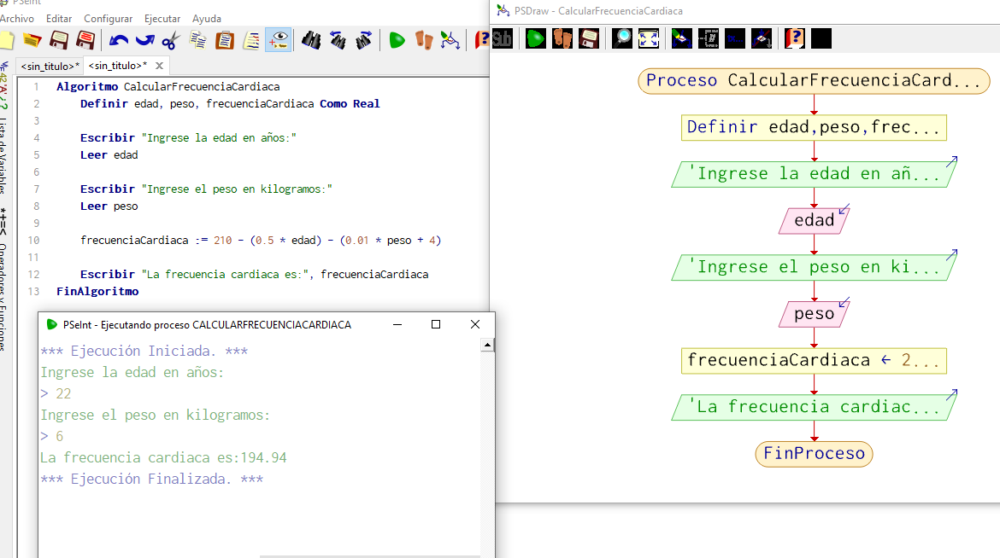 PSeInt
Archivo Editar Configurar Ejecutar Ayuda
<sin_titulo>* <sin_titulo>*
Lista de Variables
*+=< Operadores y Funciones
1 Algoritmo CalcularFrecuenciaCardiaca
2 Definir edad, peso, frecuenciaCardiaca Como Real
3
4 Escribir "Ingrese la edad en años:"
5 Leer edad
6
7 Escribir "Ingrese el peso en kilogramos:"
8 Leer peso
9
10 frecuenciaCardiaca := 210 - (0.5 * edad) - (0.01 * peso + 4)
11
12 Escribir "La frecuencia cardiaca es:", frecuenciaCardiaca
13 FinAlgoritmo
PSeInt - Ejecutando proceso CALCULARFRECUENCIACARDIACA
*** Ejecución Iniciada. ***
Ingrese la edad en años:
> 22
Ingrese el peso en kilogramos:
> 6
La frecuencia cardiaca es:194.94
*** Ejecución Finalizada. ***
PSDraw - CalcularFrecuenciaCardiaca
Sub
Proceso CalcularFrecuenciaCard...
Definir edad,peso,frec...
'Ingrese la edad en añ...
edad
'Ingrese el peso en ki...
peso
frecuenciaCardiaca ← 2...
'La frecuencia cardiac...
FinProceso